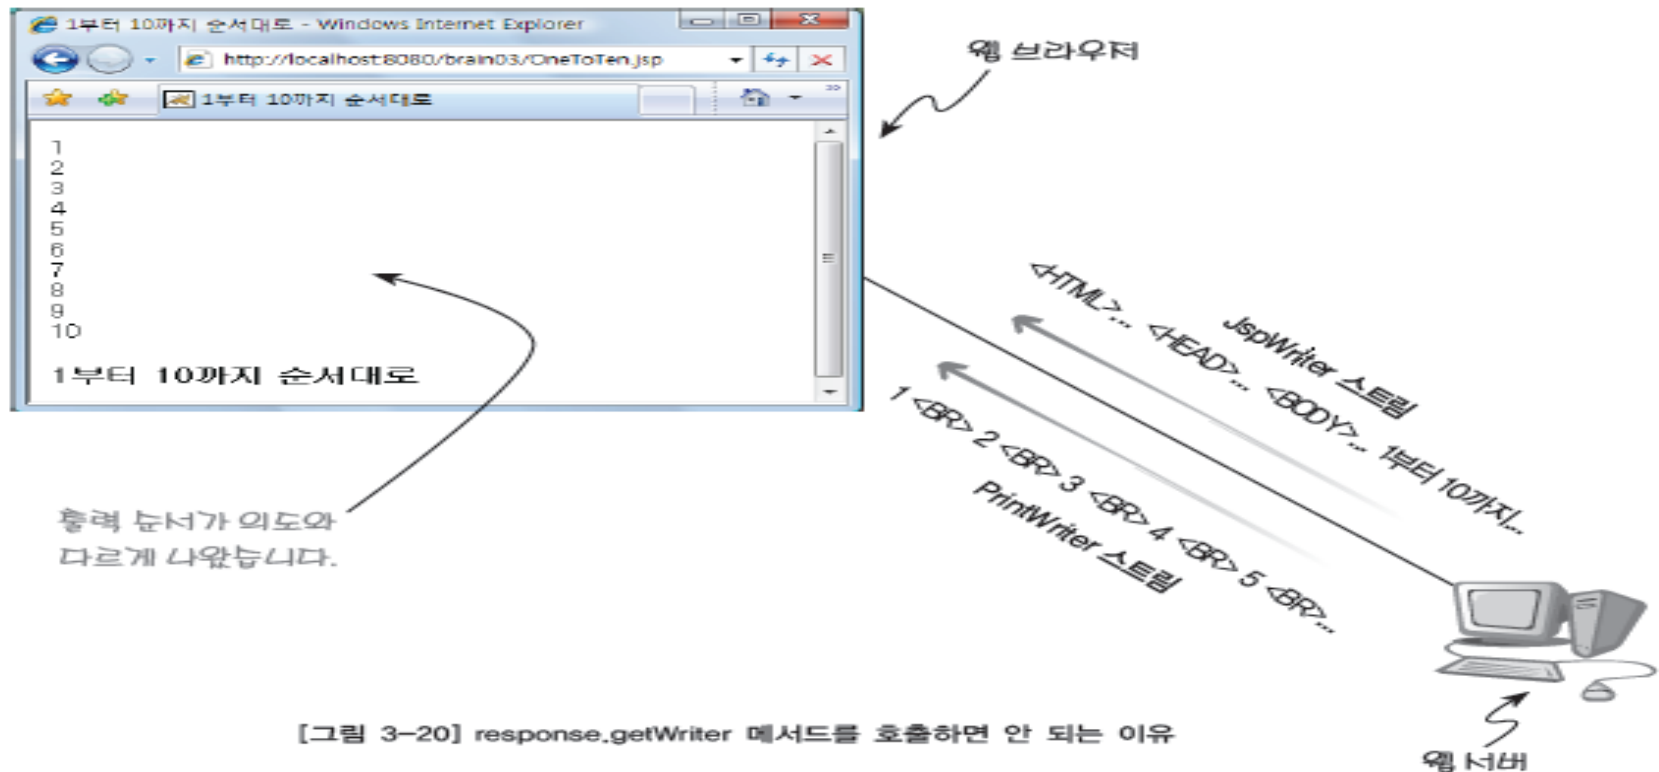 1부터 10까지 순서대로 - Windows Internet Explorer
http://localhost:8080/brain03/OneToTen.jsp
1부터 10까지 순서대로
1
2
3
4
5
6
7
8
9
10
1부터 10까지 순서대로
웹 브라우저
<HTML>... <HEAD>... <BODY>... 1부터 10까지...
JspWriter 스트림
1 <BR> 2 <BR> 3 <BR> 4 <BR> 5 <BR>...
PrintWriter 스트림
출력 순서가 의도와
다르게 나왔습니다.
웹 서버
[그림 3-20] response.getWriter 메서드를 호출하면 안 되는 이유